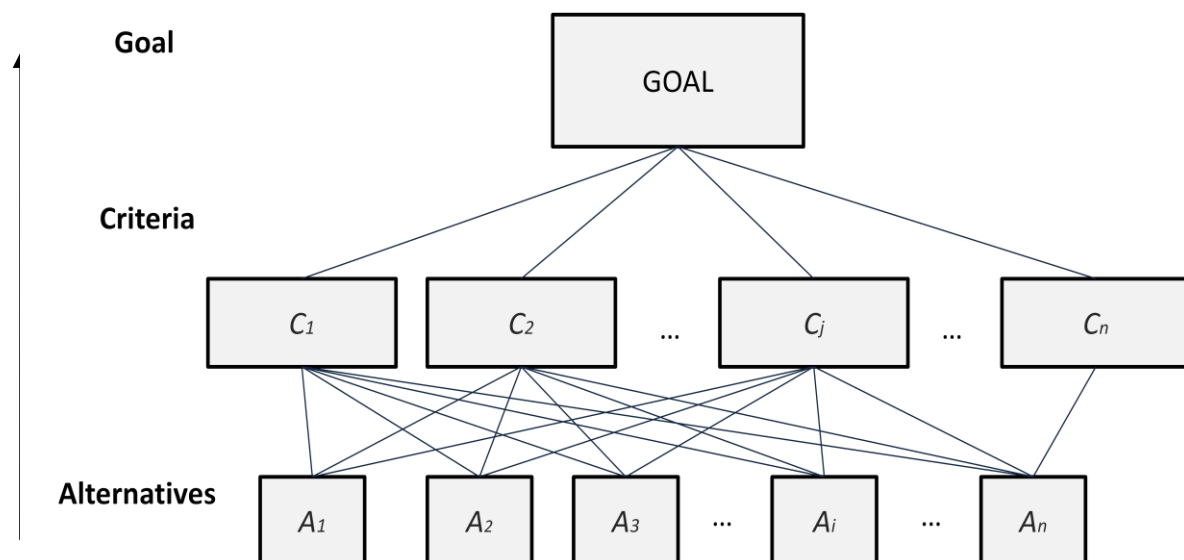 Goal
GOAL
Criteria
C1 C2 ... Cj ... Cn
Alternatives
A1 A2 A3 ... Ai ... An